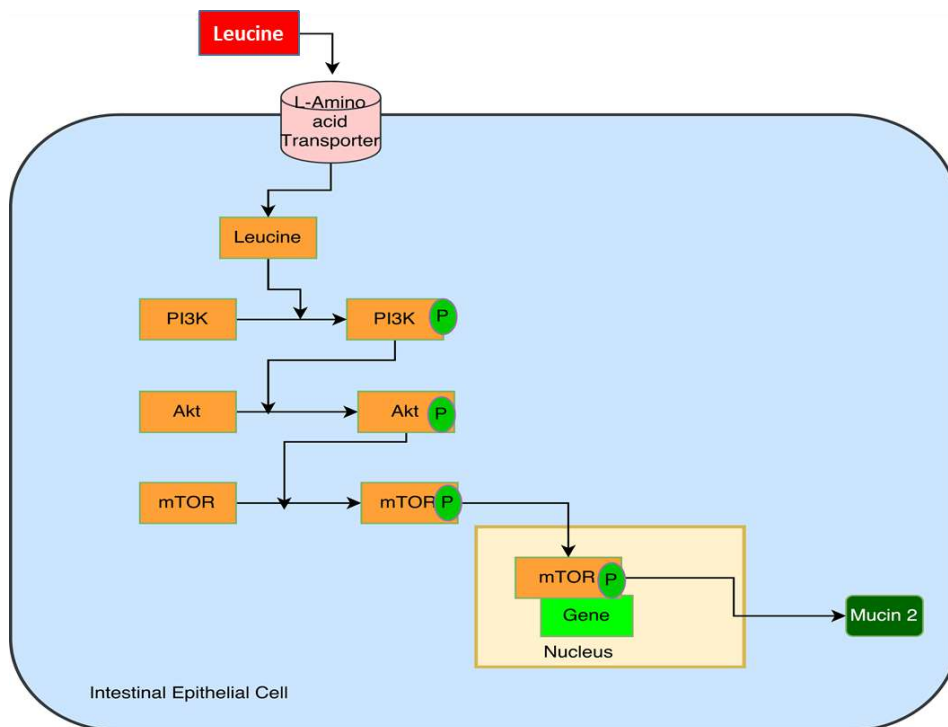 Leucine
L-Amino
acid
Transporter
Leucine
PI3K
PI3K
P
Akt
Akt
P
mTOR
mTOR
P
mTOR
P
Gene
Nucleus
Mucin 2
Intestinal Epithelial Cell